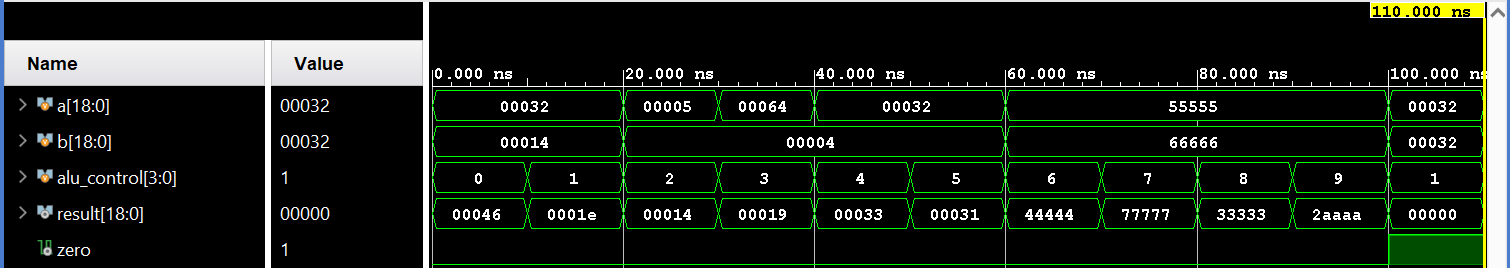 110.000 ns
Name Value
0.000 ns 20.000 ns 40.000 ns 60.000 ns 80.000 ns 100.000 ns
a[18:0] 00032 00032 00005 00064 00032 55555 00032
b[18:0] 00032 00014 00004 66666 00032
alu_control[3:0] 1 0 1 2 3 4 5 6 7 8 9 1
result[18:0] 00000 00046 0001e 00014 00019 00033 00031 44444 77777 33333 2aaaa 00000
zero 1